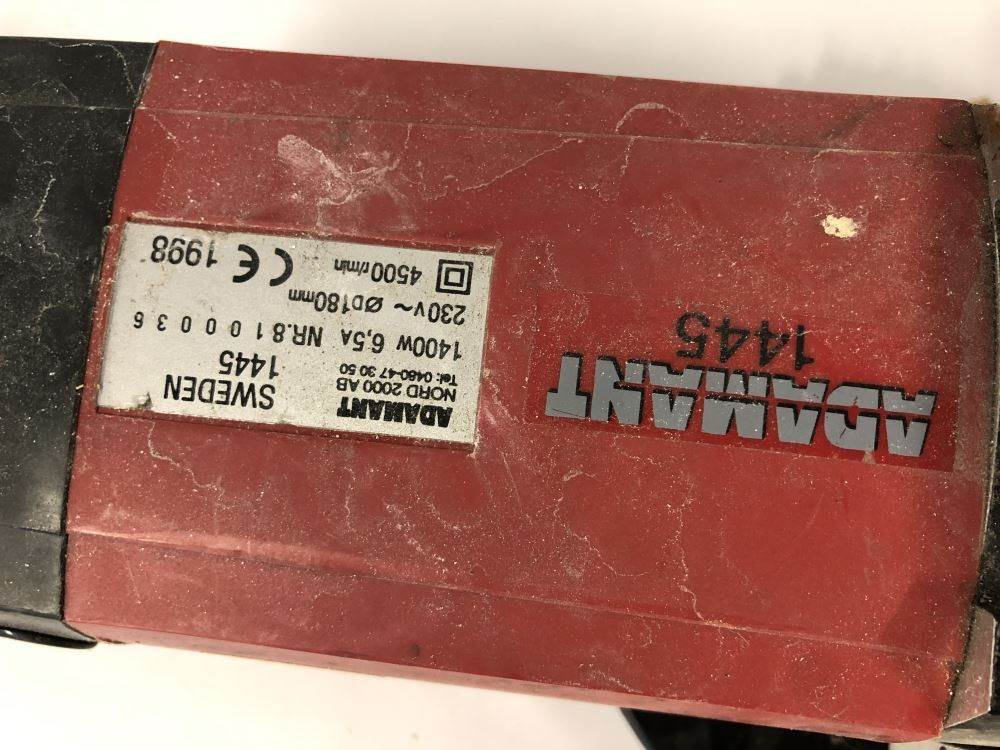 ADAMANT
1445
ADAMANT
NORD 2000 AB
Tel: 0480-47 30 50
SWEDEN
1445
1400W 6,5A NR.8100036
230V~ ØD180mm
4500r/min CE 1998